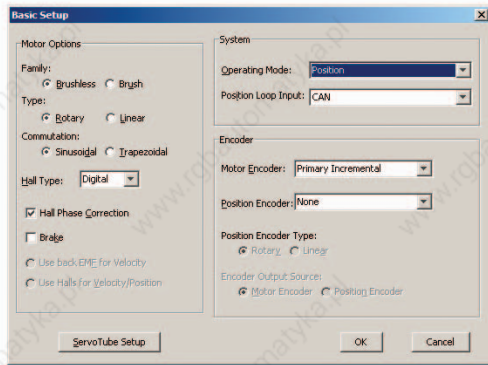 Basic Setup
Motor Options
Family:
Brushless Brush
Type:
Rotary Linear
Commutation:
Sinusoidal Trapezoidal
Hall Type: Digital
Hall Phase Correction
Brake
Use back EMF for Velocity
Use Halls for Velocity/Position
System
Operating Mode: Position
Position Loop Input: CAN
Encoder
Motor Encoder: Primary Incremental
Position Encoder: None
Position Encoder Type:
Rotary Linear
Encoder Output Source:
Motor Encoder Position Encoder
ServoTube Setup
OK
Cancel
www.rgbautomatyka.pl